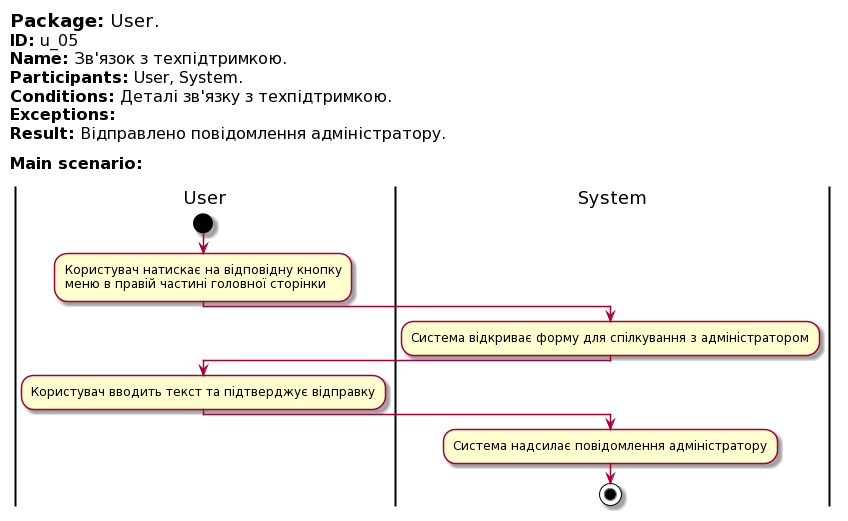 Package: User.
ID: u_05
Name: Зв'язок з техпідтримкою.
Participants: User, System.
Conditions: Деталі зв'язку з техпідтримкою.
Exceptions:
Result: Відправлено повідомлення адміністратору.
Main scenario:
User
System
Користувач натискає на відповідну кнопку
меню в правій частині головної сторінки
Система відкриває форму для спілкування з адміністратором
Користувач вводить текст та підтверджує відправку
Система надсилає повідомлення адміністратору